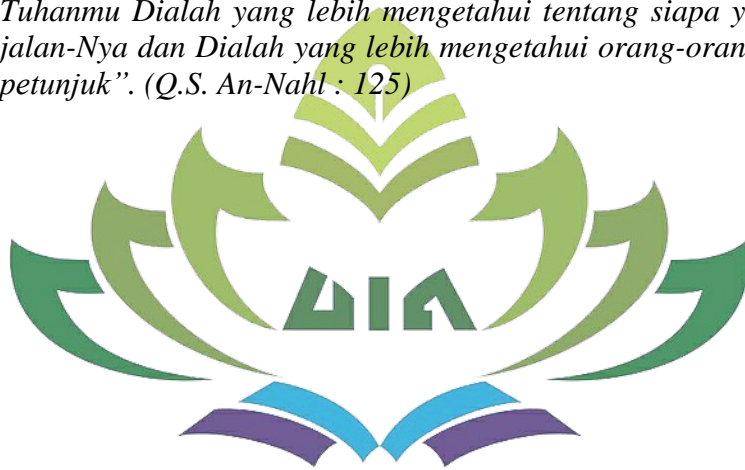 Tuhanmu Dialah yang lebih mengetahui tentang siapa y
jalan-Nya dan Dialah yang lebih mengetahui orang-oran
petunjuk”. (Q.S. An-Nahl : 125)
UIN